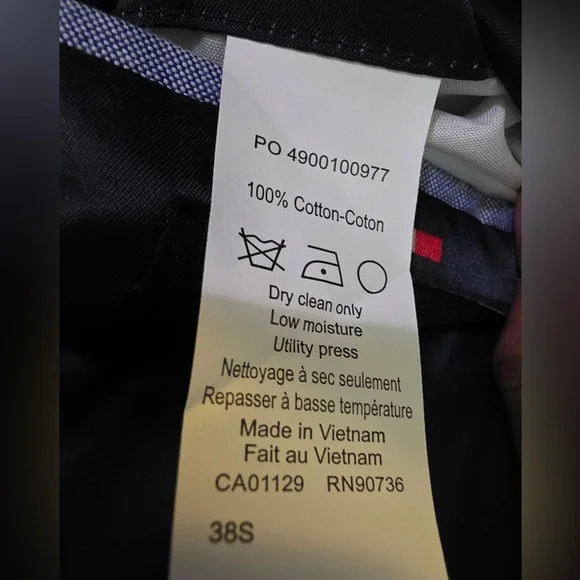 PO 4900100977
100% Cotton-Coton
Dry clean only
Low moisture
Utility press
Nettoyage à sec seulement
Repasser à basse température
Made in Vietnam
Fait au Vietnam
CA01129 RN90736
38S